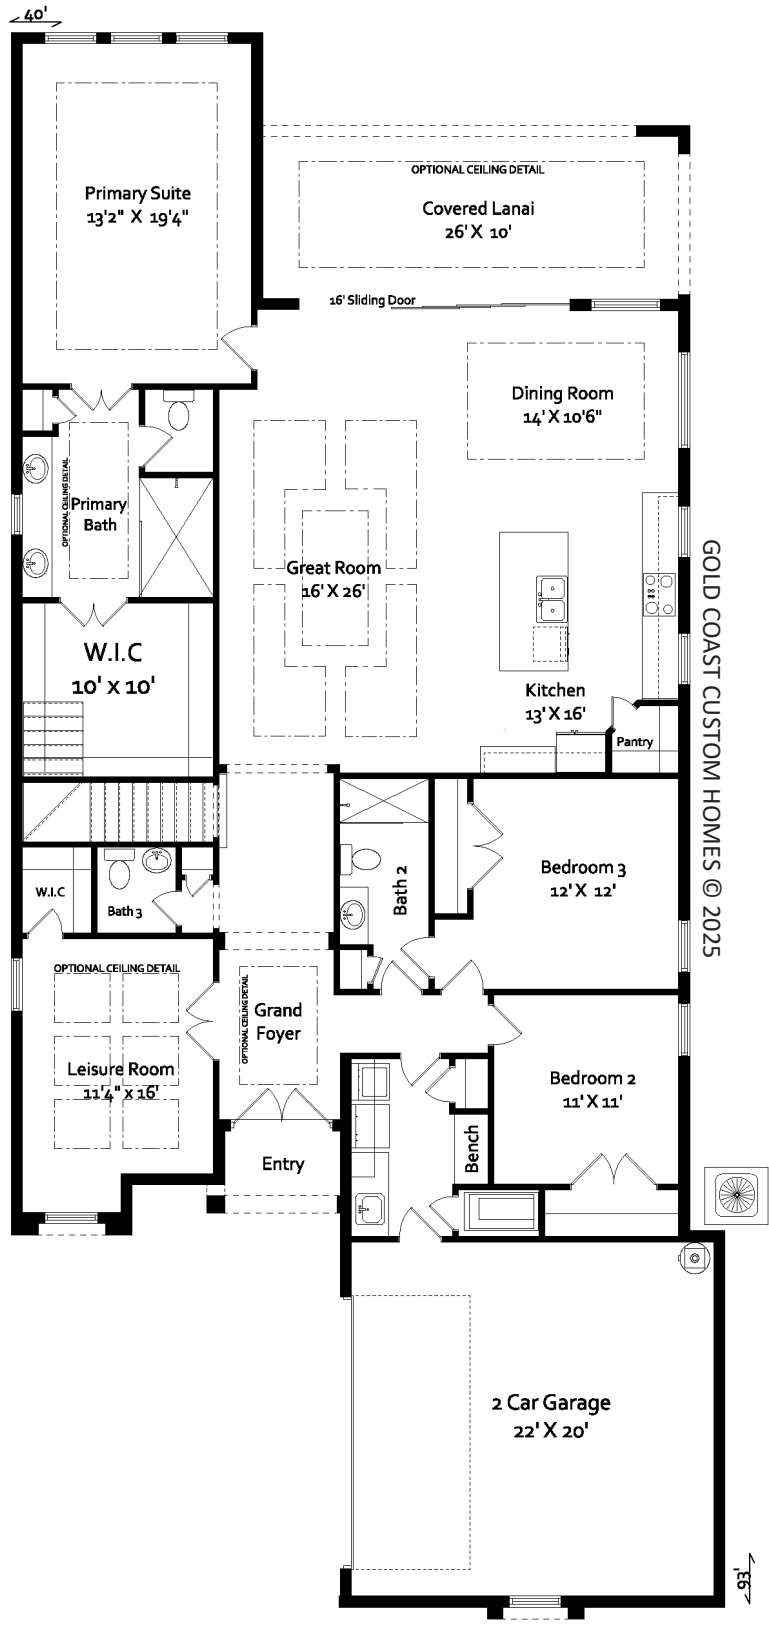 40'
Primary Suite
13'2" X 19'4"
OPTIONAL CEILING DETAIL
Covered Lanai
26' X 10'
16' Sliding Door
Dining Room
14' X 10'6"
OPTIONAL CEILING DETAIL
Primary
Bath
Great Room
16' X 26'
W.I.C
10' x 10'
Kitchen
13' X 16'
Pantry
GOLD COAST CUSTOM HOMES © 2025
Bedroom 3
12' X 12'
Bath 2
W.I.C
Bath 3
OPTIONAL CEILING DETAIL
OPTIONAL CEILING DETAIL
Grand
Foyer
Leisure Room
11'4" x 16'
Bedroom 2
11' X 11'
Bench
Entry
2 Car Garage
22' X 20'
93'